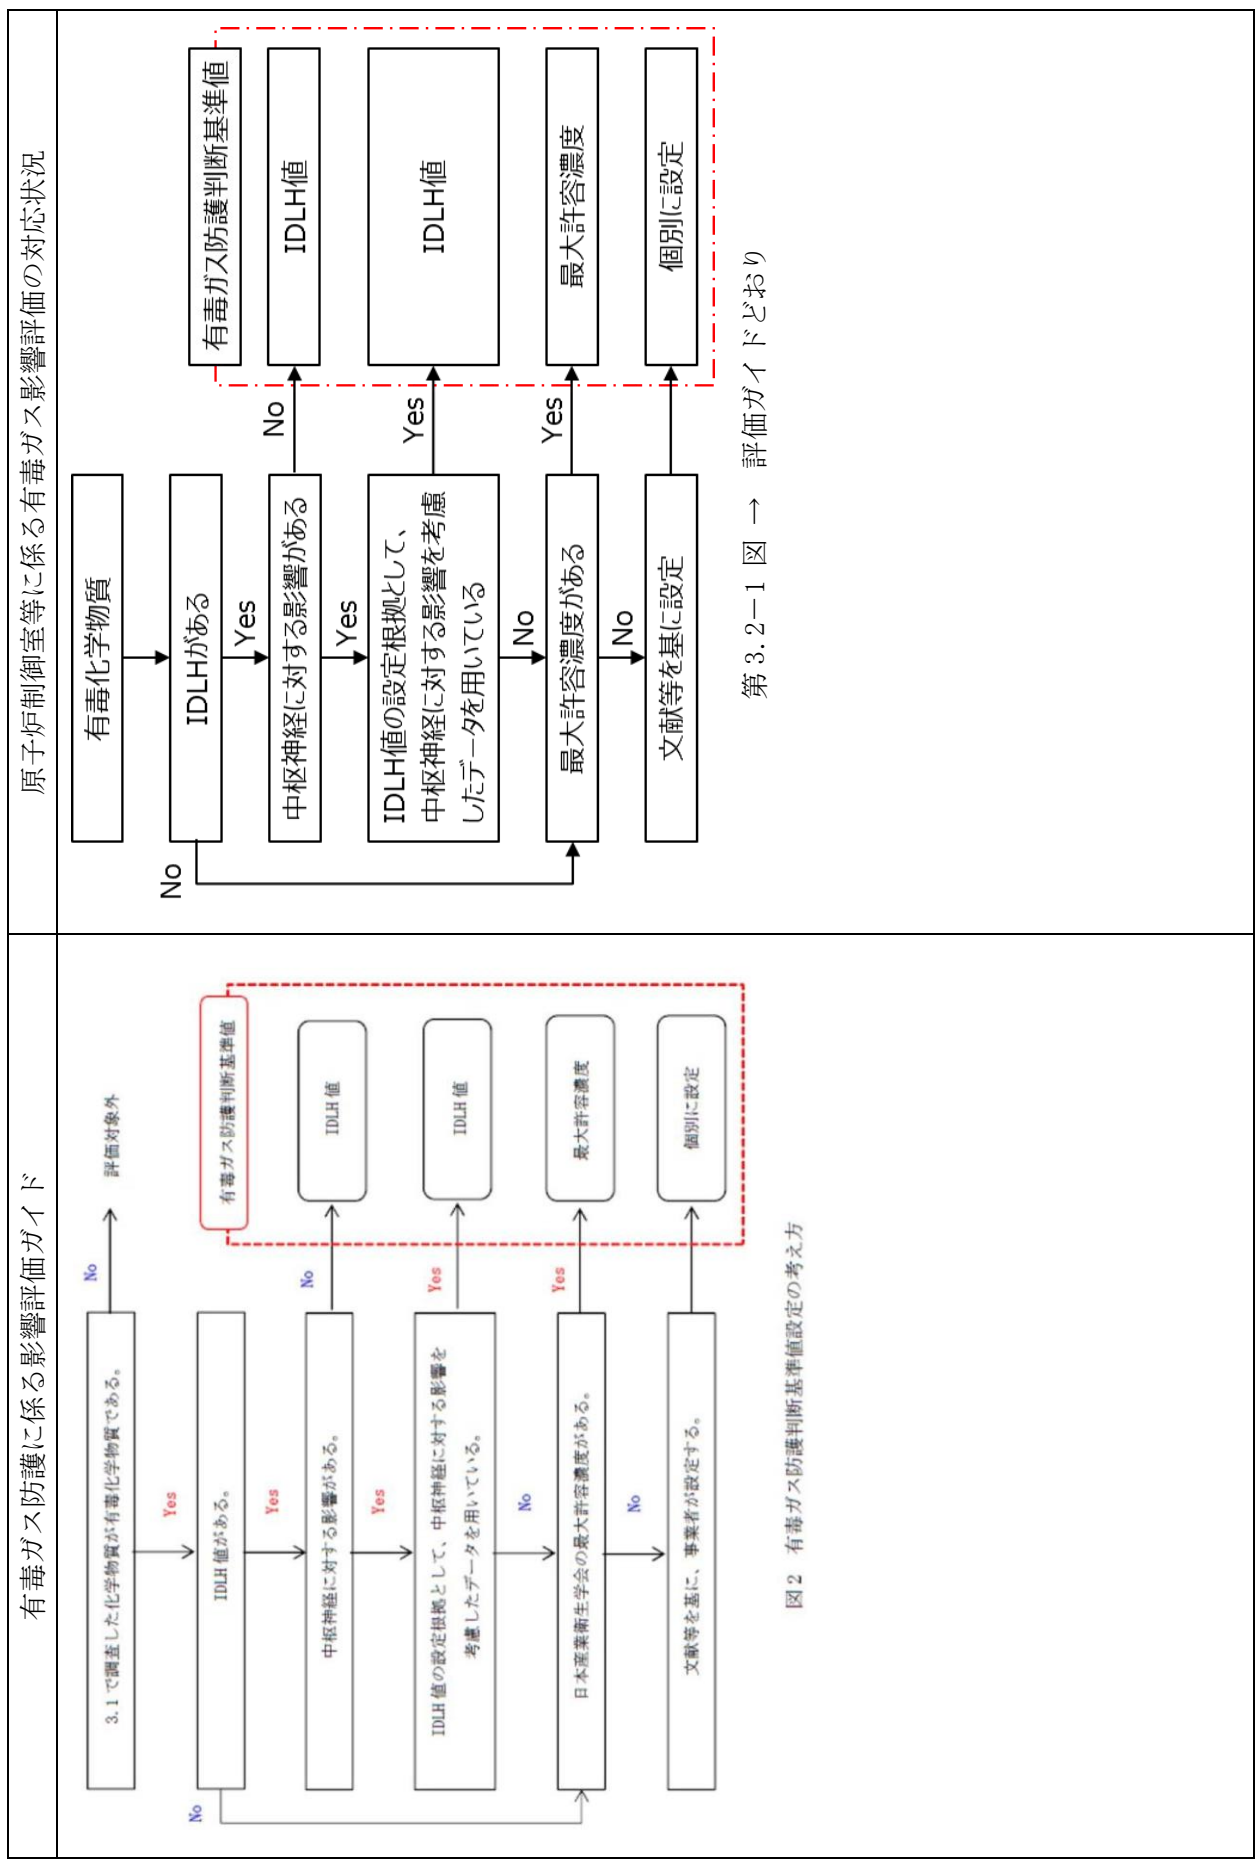 有毒ガス防護に係る影響評価ガイド
3.1で調査した化学物質が有毒化学物質である。
No
評価対象外
Yes
IDLH 値がある。
No
Yes
有毒ガス防護判断基準値
中枢神経に対する影響がある。
No
IDLH 値
Yes
IDLH 値の設定根拠として、中枢神経に対する影響を
考慮したデータを用いている。
Yes
IDLH 値
No
日本産業衛生学会の最大許容濃度がある。
Yes
最大許容濃度
No
文献等を基に、事業者が設定する。
個別に設定
図2 有毒ガス防護判断基準値設定の考え方
原子炉制御室等に係る有毒ガス影響評価の対応状況
有毒化学物質
IDLHがある
No
Yes
有毒ガス防護判断基準値
中枢神経に対する影響がある
No
IDLH値
Yes
IDLH値の設定根拠として、
中枢神経に対する影響を考慮
したデータを用いている
Yes
IDLH値
No
最大許容濃度がある
Yes
最大許容濃度
No
文献等を基に設定
個別に設定
第3.2-1 図 → 評価ガイドどおり